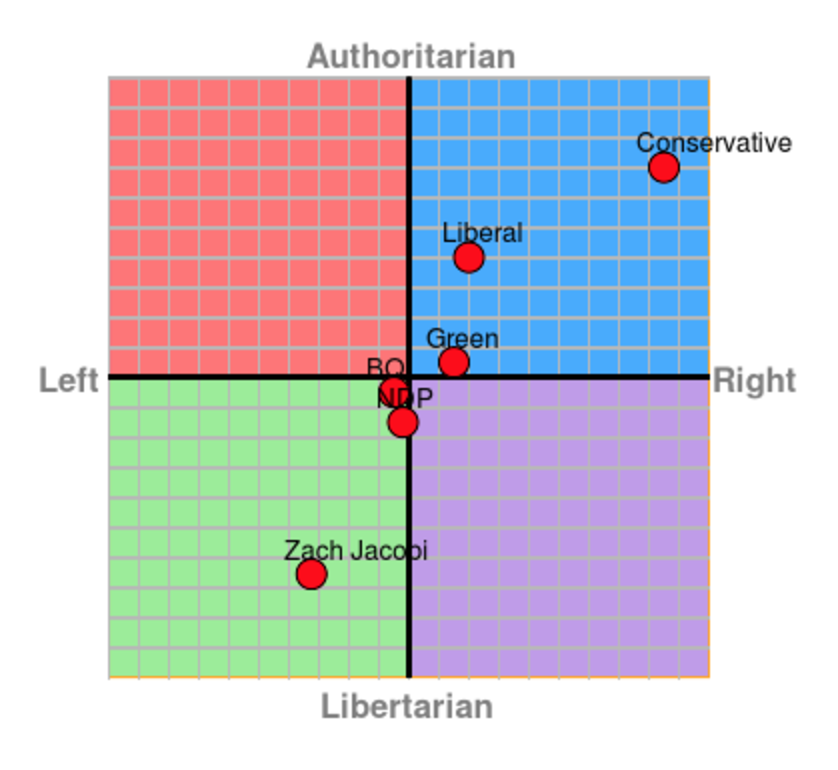 Authoritarian
Conservative
Liberal
Green
BQ
Left
Right
NDP
Zach Jacobi
Libertarian